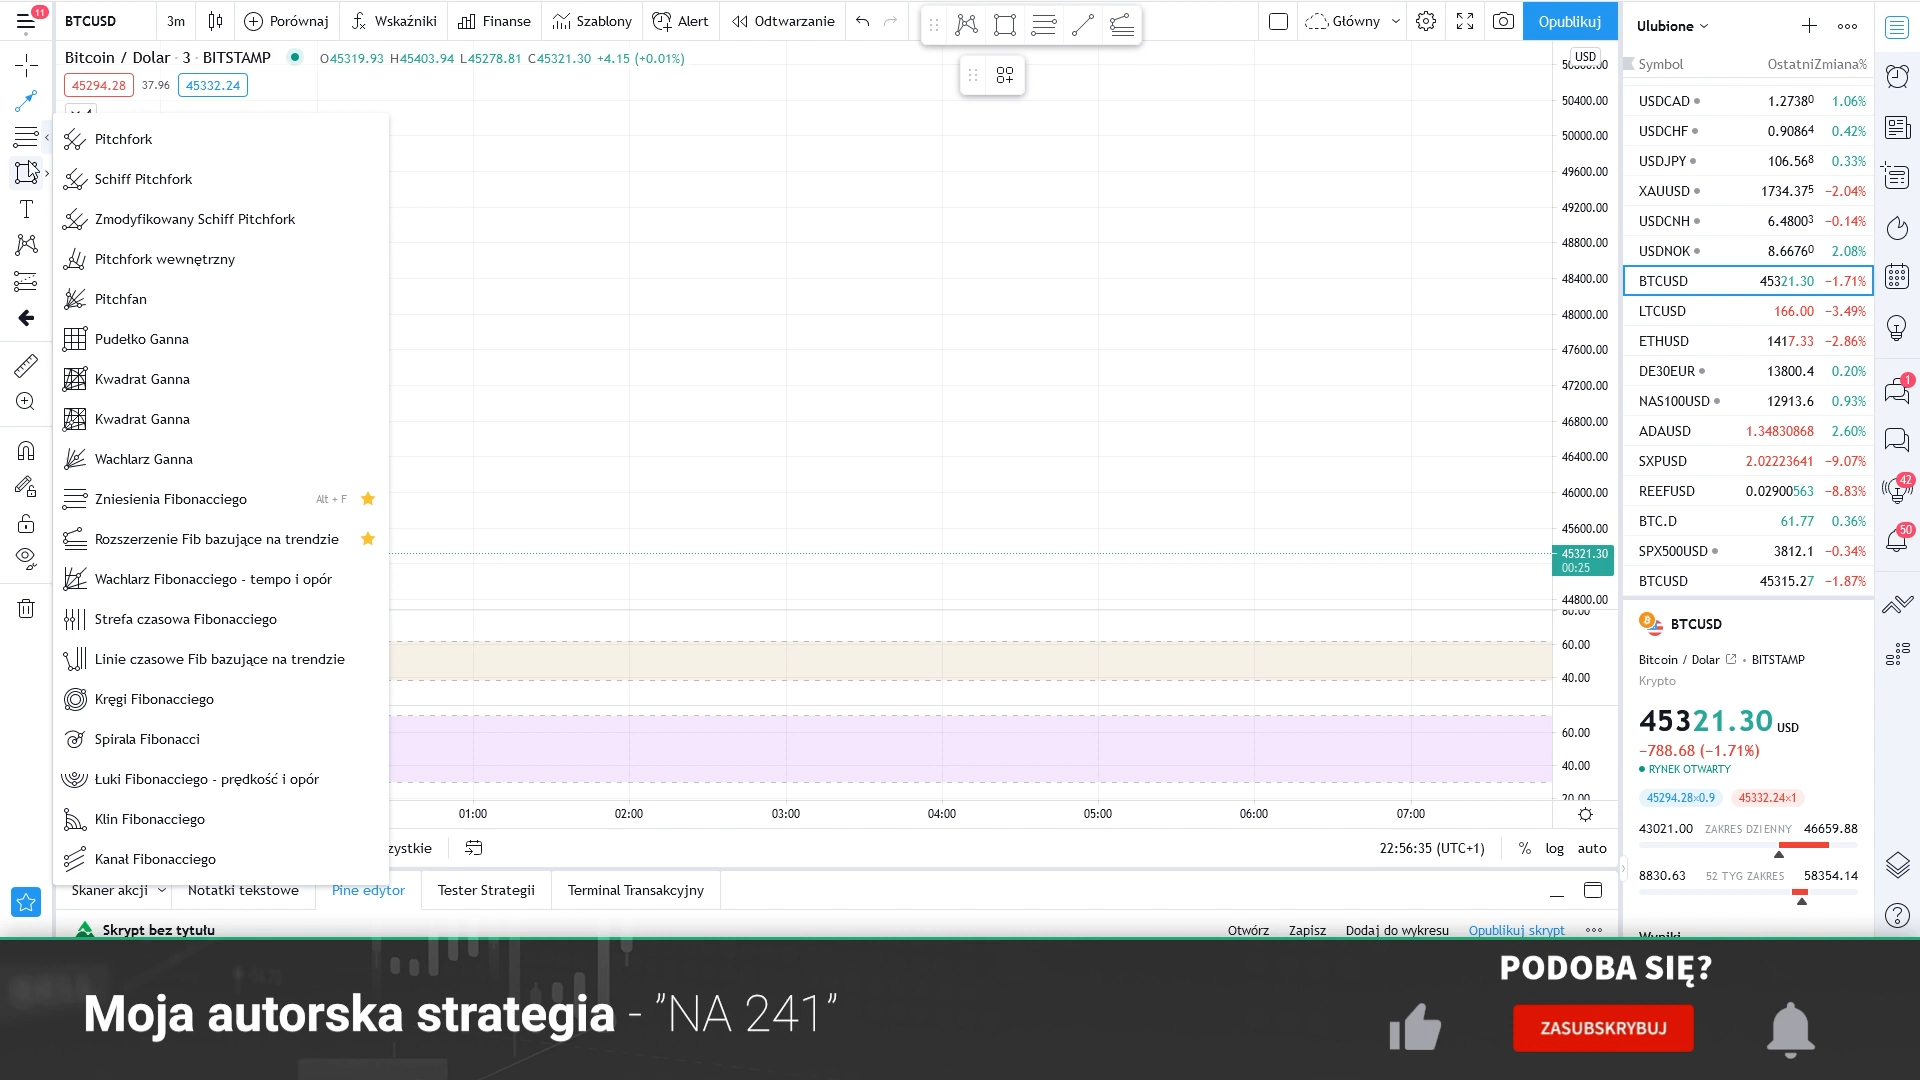 11
BTCUSD
3m
Porównaj
Wskaźniki
Finanse
Szablony
Alert
Odtwarzanie
Główny
Opublikuj
Ulubione
Bitcoin / Dolar · 3 · BITSTAMP
O45319.93 H45403.94 L45278.81 C45321.30 +4.15 (+0.01%)
45294.28 37.96 45332.24
USD
Pitchfork
Schiff Pitchfork
Zmodyfikowany Schiff Pitchfork
Pitchfork wewnętrzny
Pitchfan
Pudełko Ganna
Kwadrat Ganna
Kwadrat Ganna
Wachlarz Ganna
Zniesienia Fibonacciego Alt + F
Rozszerzenie Fib bazujące na trendzie
Wachlarz Fibonacciego - tempo i opór
Strefa czasowa Fibonacciego
Linie czasowe Fib bazujące na trendzie
Kręgi Fibonacciego
Spirala Fibonacci
Łuki Fibonacciego - prędkość i opór
Klin Fibonacciego
Kanał Fibonacciego
50400.00
50000.00
49600.00
49200.00
48800.00
48400.00
48000.00
47600.00
47200.00
46800.00
46400.00
46000.00
45600.00
45321.30
00:25
44800.00
80.00
60.00
40.00
60.00
40.00
20.00
01:00 02:00 03:00 04:00 05:00 06:00 07:00
zystkie
22:56:35 (UTC+1) % log auto
Skaner akcji
Notatki tekstowe
Pine edytor
Tester Strategii
Terminal Transakcyjny
Skrypt bez tytułu
Otwórz Zapisz Dodaj do wykresu Opublikuj skrypt
Symbol Ostatni Zmiana%
USDCAD 1.27380 1.06%
USDCHF 0.90864 0.42%
USDJPY 106.568 0.33%
XAUUSD 1734.375 −2.04%
USDCNH 6.48003 −0.14%
USDNOK 8.66760 2.08%
BTCUSD 45321.30 −1.71%
LTCUSD 166.00 −3.49%
ETHUSD 1417.33 −2.86%
DE30EUR 13800.4 0.20%
NAS100USD 12913.6 0.93%
ADAUSD 1.34830868 2.60%
SXPUSD 2.02223641 −9.07%
REEFUSD 0.02900563 −8.83%
BTC.D 61.77 0.36%
SPX500USD 3812.1 −0.34%
BTCUSD 45315.27 −1.87%
BTCUSD
Bitcoin / Dolar • BITSTAMP
Krypto
45321.30 USD
−788.68 (−1.71%)
RYNEK OTWARTY
45294.28×0.9 45332.24×1
43021.00 ZAKRES DZIENNY 46659.88
8830.63 52 TYG ZAKRES 58354.14
Wyniki
1
42
50
Moja autorska strategia - ”NA 241”
PODOBA SIĘ?
ZASUBSKRYBUJ